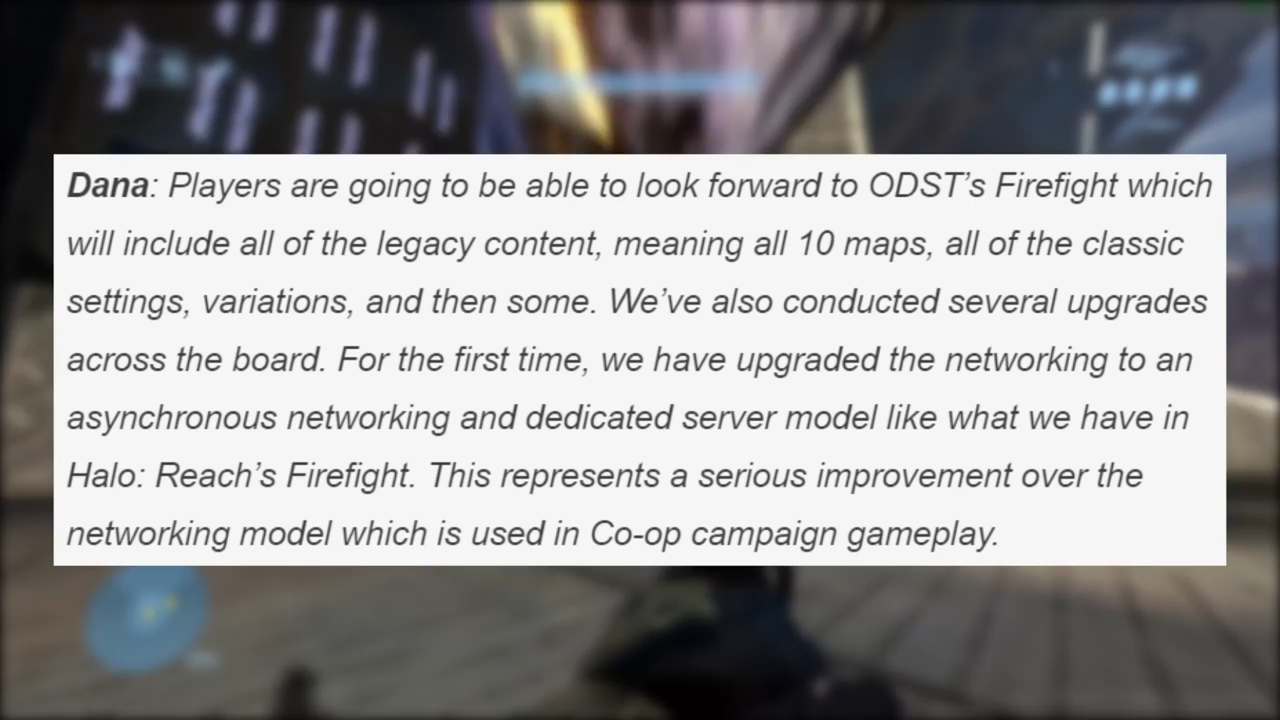 Dana: Players are going to be able to look forward to ODST’s Firefight which
will include all of the legacy content, meaning all 10 maps, all of the classic
settings, variations, and then some. We’ve also conducted several upgrades
across the board. For the first time, we have upgraded the networking to an
asynchronous networking and dedicated server model like what we have in
Halo: Reach’s Firefight. This represents a serious improvement over the
networking model which is used in Co-op campaign gameplay.